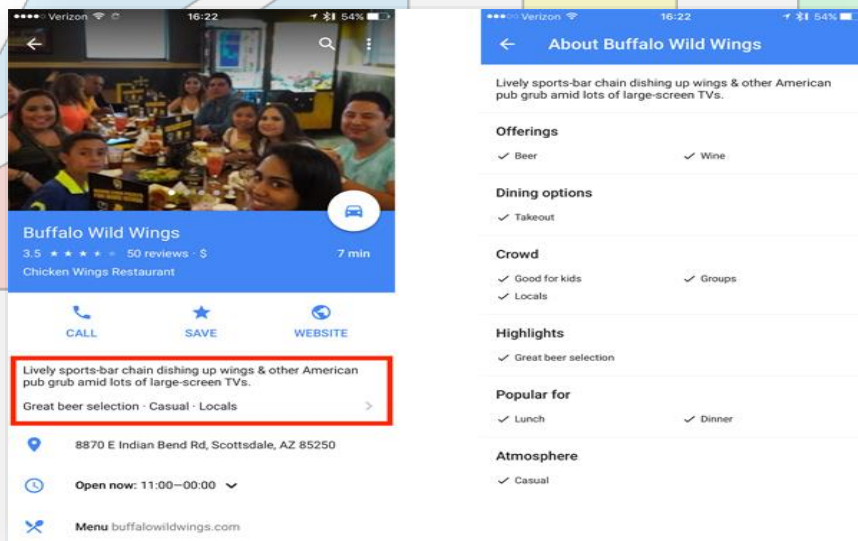 Verizon 16:22 54%
Buffalo Wild Wings
3.5 50 reviews · $ 7 min
Chicken Wings Restaurant
CALL SAVE WEBSITE
Lively sports-bar chain dishing up wings & other American
pub grub amid lots of large-screen TVs.
Great beer selection · Casual · Locals
8870 E Indian Bend Rd, Scottsdale, AZ 85250
Open now: 11:00—00:00
Menu buffalowildwings.com
Verizon 16:22 54%
About Buffalo Wild Wings
Lively sports-bar chain dishing up wings & other American
pub grub amid lots of large-screen TVs.
Offerings
✓ Beer ✓ Wine
Dining options
✓ Takeout
Crowd
✓ Good for kids ✓ Groups
✓ Locals
Highlights
✓ Great beer selection
Popular for
✓ Lunch ✓ Dinner
Atmosphere
✓ Casual